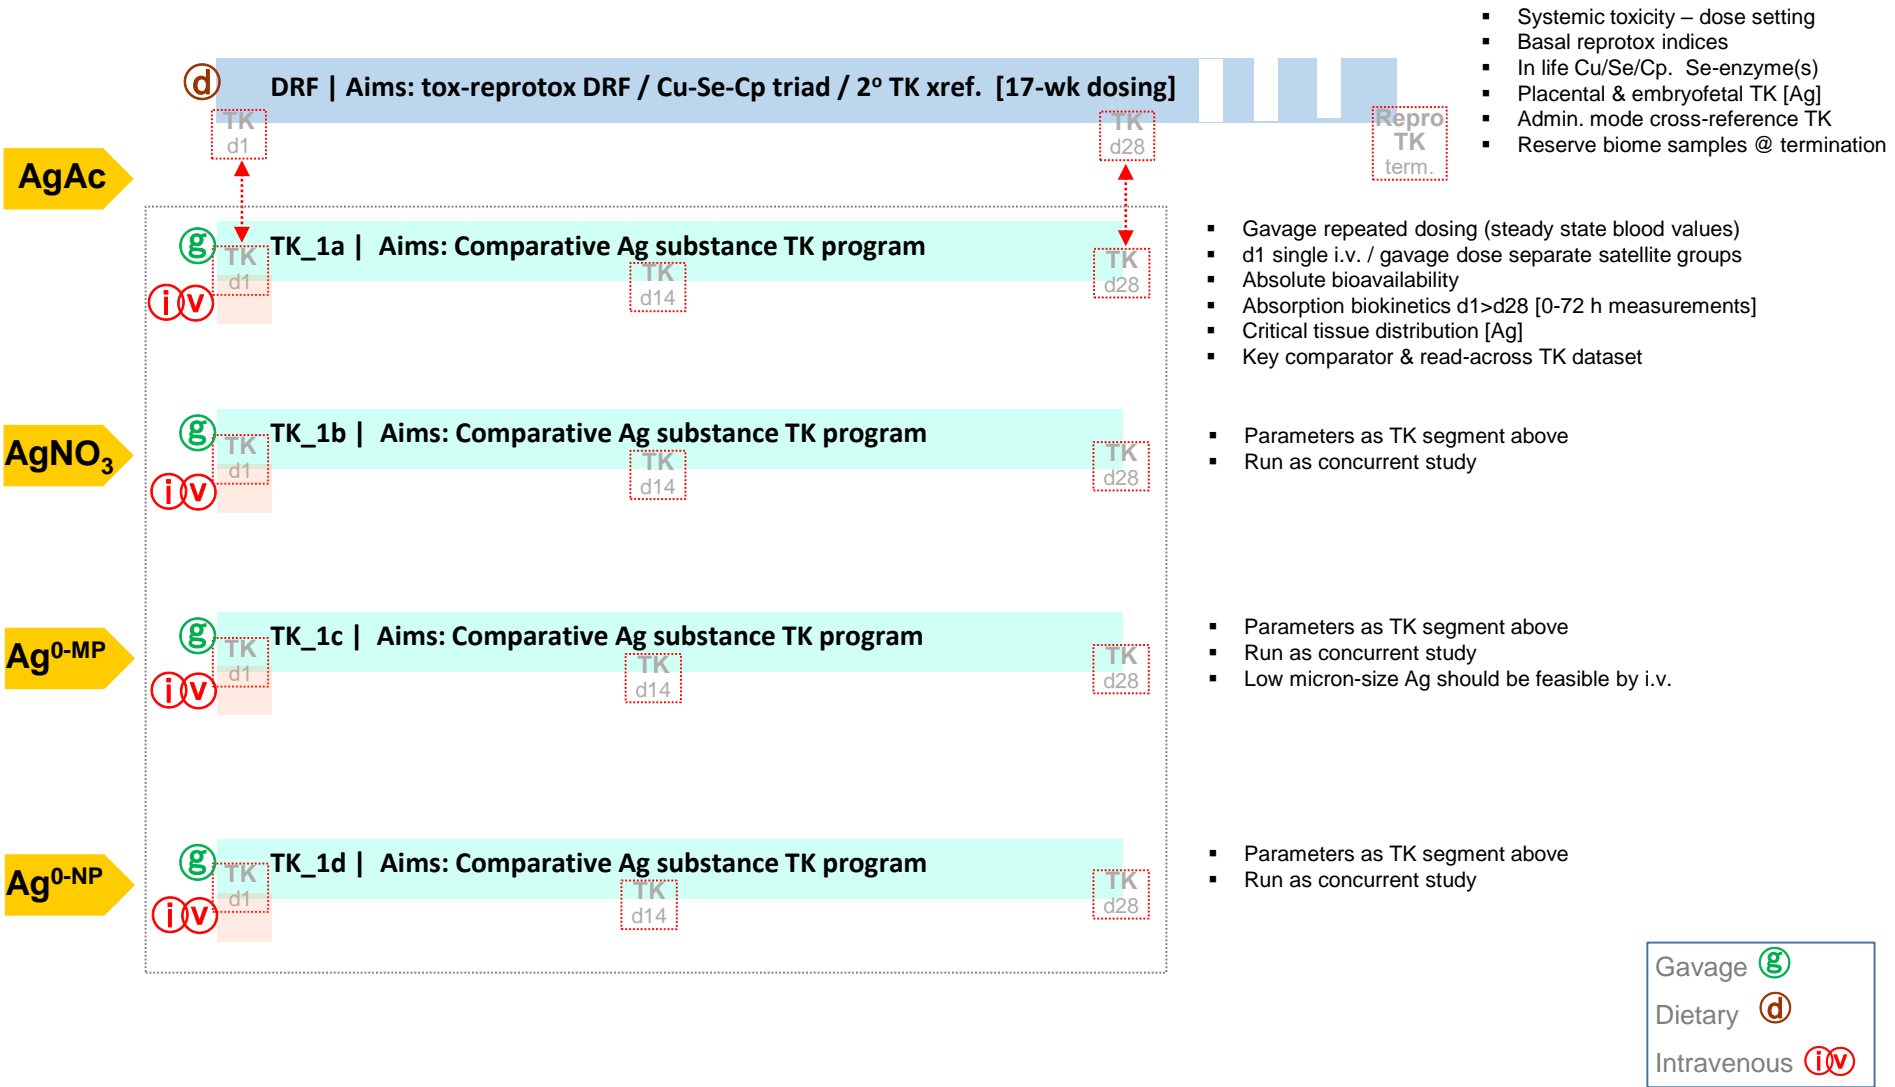 ▪ Systemic toxicity – dose setting
▪ Basal reprotox indices
▪ In life Cu/Se/Cp. Se-enzyme(s)
▪ Placental & embryofetal TK [Ag]
▪ Admin. mode cross-reference TK
▪ Reserve biome samples @ termination
d
DRF | Aims: tox-reprotox DRF / Cu-Se-Cp triad / 2º TK xref. [17-wk dosing]
TK
d1
TK
d28
Repro
TK
term.
AgAc
g
TK_1a | Aims: Comparative Ag substance TK program
TK
d1
TK
d14
TK
d28
iv
▪ Gavage repeated dosing (steady state blood values)
▪ d1 single i.v. / gavage dose separate satellite groups
▪ Absolute bioavailability
▪ Absorption biokinetics d1>d28 [0-72 h measurements]
▪ Critical tissue distribution [Ag]
▪ Key comparator & read-across TK dataset
AgNO₃
g
TK_1b | Aims: Comparative Ag substance TK program
TK
d1
TK
d14
TK
d28
iv
▪ Parameters as TK segment above
▪ Run as concurrent study
Ag⁰⁻ᴹᴾ
g
TK_1c | Aims: Comparative Ag substance TK program
TK
d1
TK
d14
TK
d28
iv
▪ Parameters as TK segment above
▪ Run as concurrent study
▪ Low micron-size Ag should be feasible by i.v.
Ag⁰⁻ᴺᴾ
g
TK_1d | Aims: Comparative Ag substance TK program
TK
d1
TK
d14
TK
d28
iv
▪ Parameters as TK segment above
▪ Run as concurrent study
Gavage g
Dietary d
Intravenous iv